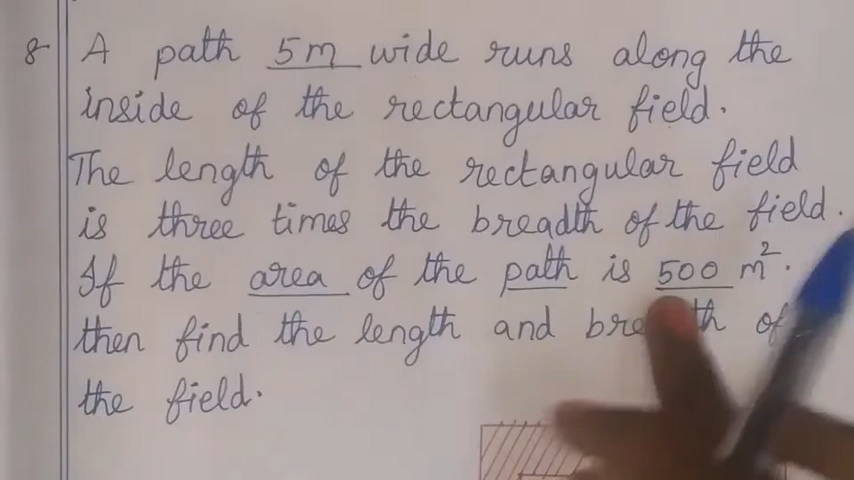 8- A path 5m wide runs along the
inside of the rectangular field.
The length of the rectangular field
is three times the breadth of the field.
If the area of the path is 500 m².
then find the length and breadth of
the field.